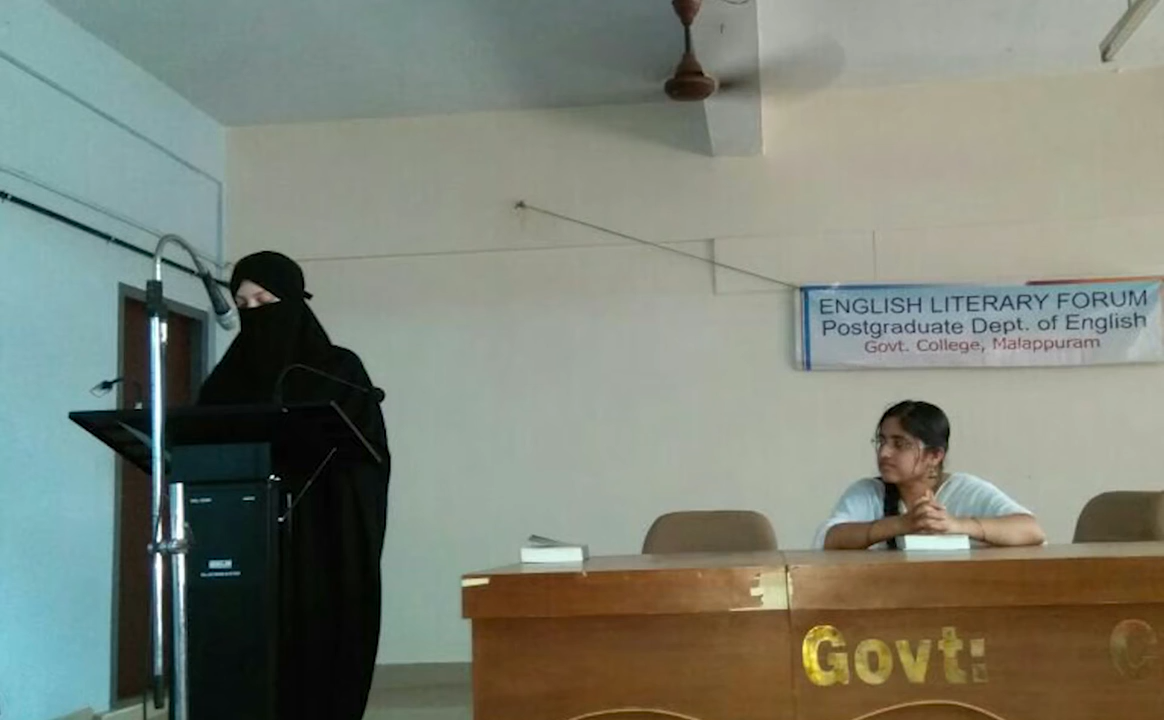 ENGLISH LITERARY FORUM
Postgraduate Dept. of English
Govt. College, Malappuram
Govt: C